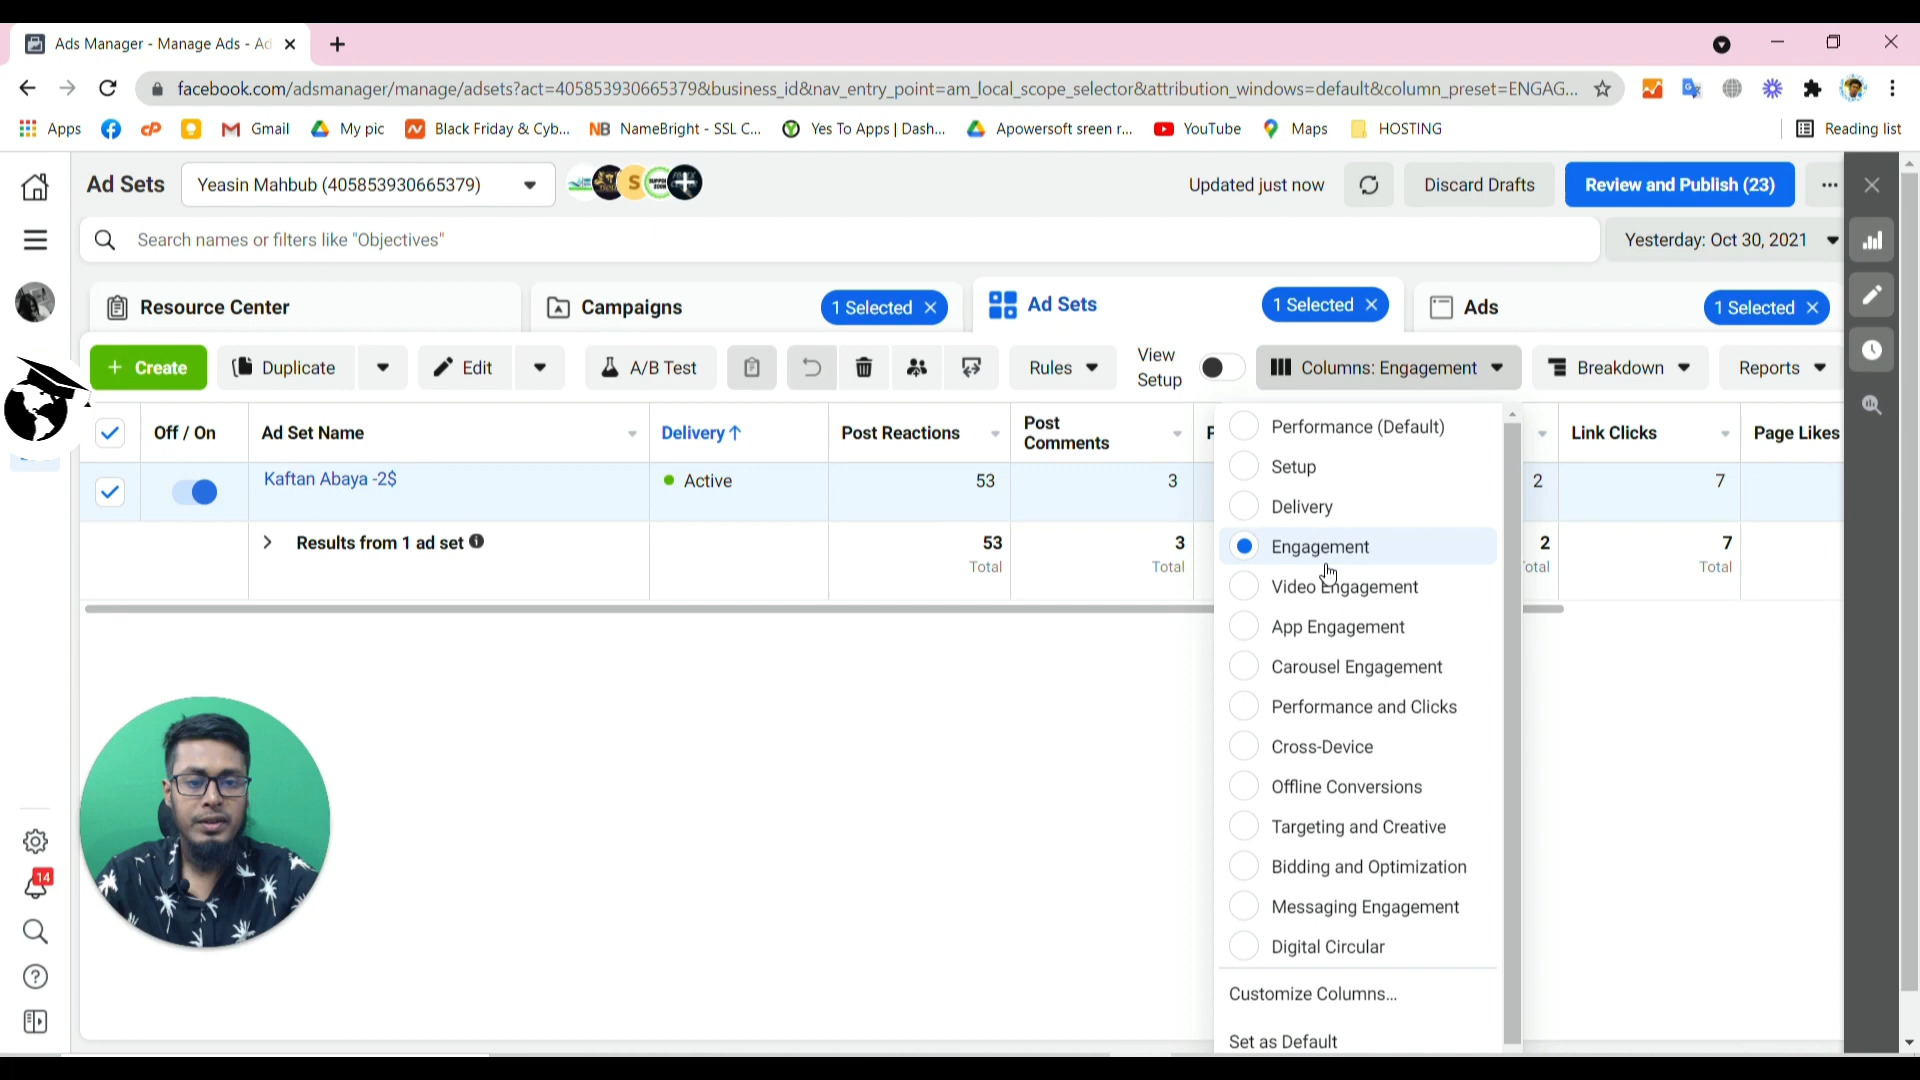 Ads Manager - Manage Ads - Ad
facebook.com/adsmanager/manage/adsets?act=405853930665379&business_id&nav_entry_point=am_local_scope_selector&attribution_windows=default&column_preset=ENGAG...
Apps
Gmail
My pic
Black Friday & Cyb...
NB NameBright - SSL C...
Yes To Apps | Dash...
Apowersoft sreen r...
YouTube
Maps
HOSTING
Reading list
Ad Sets
Yeasin Mahbub (405853930665379)
S
Updated just now
Discard Drafts
Review and Publish (23)
Search names or filters like "Objectives"
Yesterday: Oct 30, 2021
Resource Center
Campaigns
1 Selected
Ad Sets
1 Selected
Ads
1 Selected
+ Create
Duplicate
Edit
A/B Test
Rules
View
Setup
Columns: Engagement
Breakdown
Reports
Off / On
Ad Set Name
Delivery↑
Post Reactions
Post
Comments
Link Clicks
Page Likes
Kaftan Abaya -2$
Active
53
3
2
7
Results from 1 ad set
53
Total
3
Total
2
otal
7
Total
Performance (Default)
Setup
Delivery
Engagement
Video Engagement
App Engagement
Carousel Engagement
Performance and Clicks
Cross-Device
Offline Conversions
Targeting and Creative
Bidding and Optimization
Messaging Engagement
Digital Circular
Customize Columns...
Set as Default
14